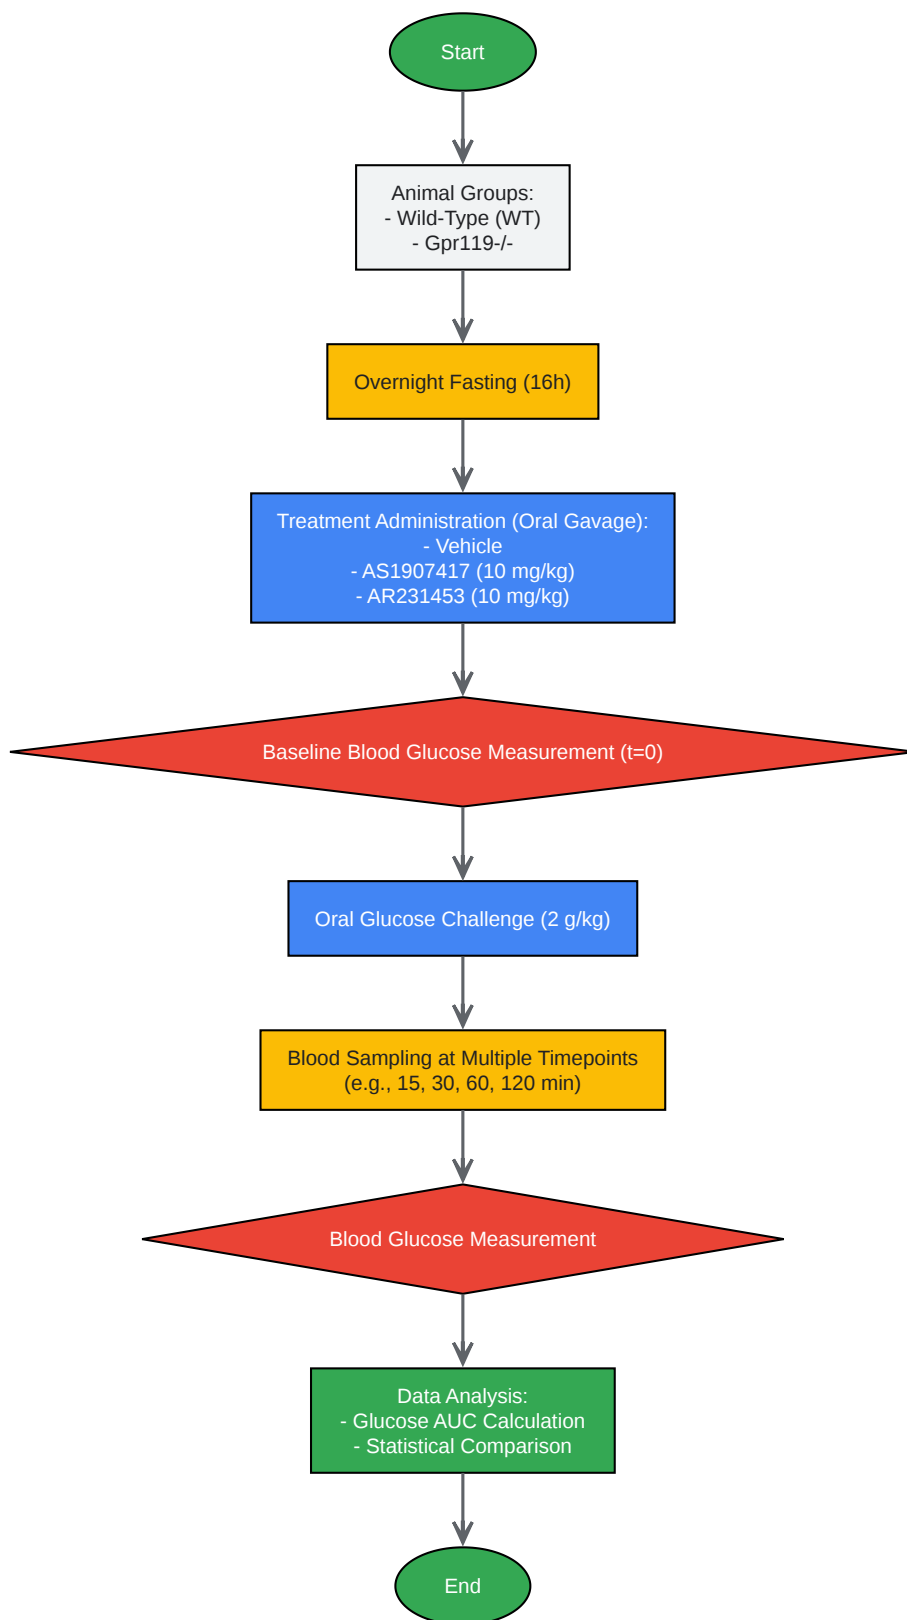 Start
Animal Groups:
- Wild-Type (WT)
- Gpr119-/-
Overnight Fasting (16h)
Treatment Administration (Oral Gavage):
- Vehicle
- AS1907417 (10 mg/kg)
- AR231453 (10 mg/kg)
Baseline Blood Glucose Measurement (t=0)
Oral Glucose Challenge (2 g/kg)
Blood Sampling at Multiple Timepoints
(e.g., 15, 30, 60, 120 min)
Blood Glucose Measurement
Data Analysis:
- Glucose AUC Calculation
- Statistical Comparison
End